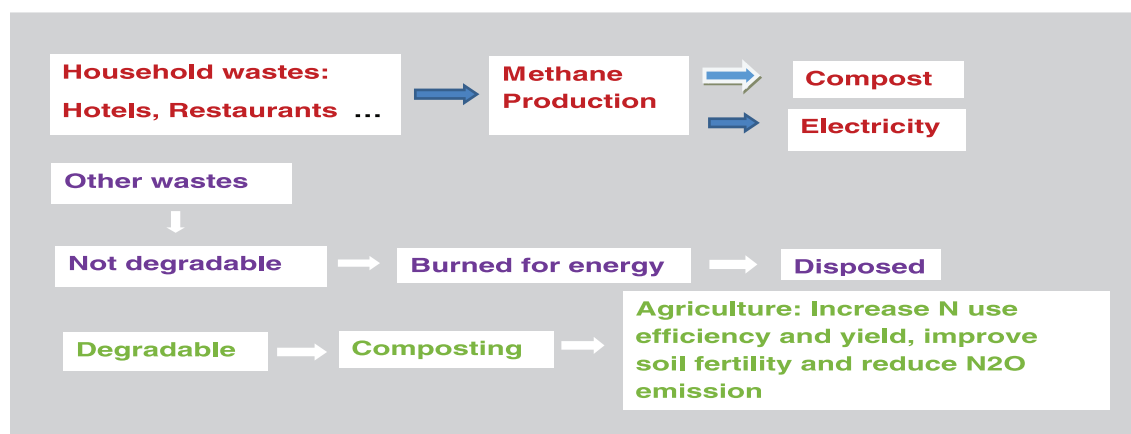 Household wastes:
Hotels, Restaurants ...
Methane
Production
Compost
Electricity
Other wastes
Not degradable
Burned for energy
Disposed
Degradable
Composting
Agriculture: Increase N use
efficiency and yield, improve
soil fertility and reduce N2O
emission